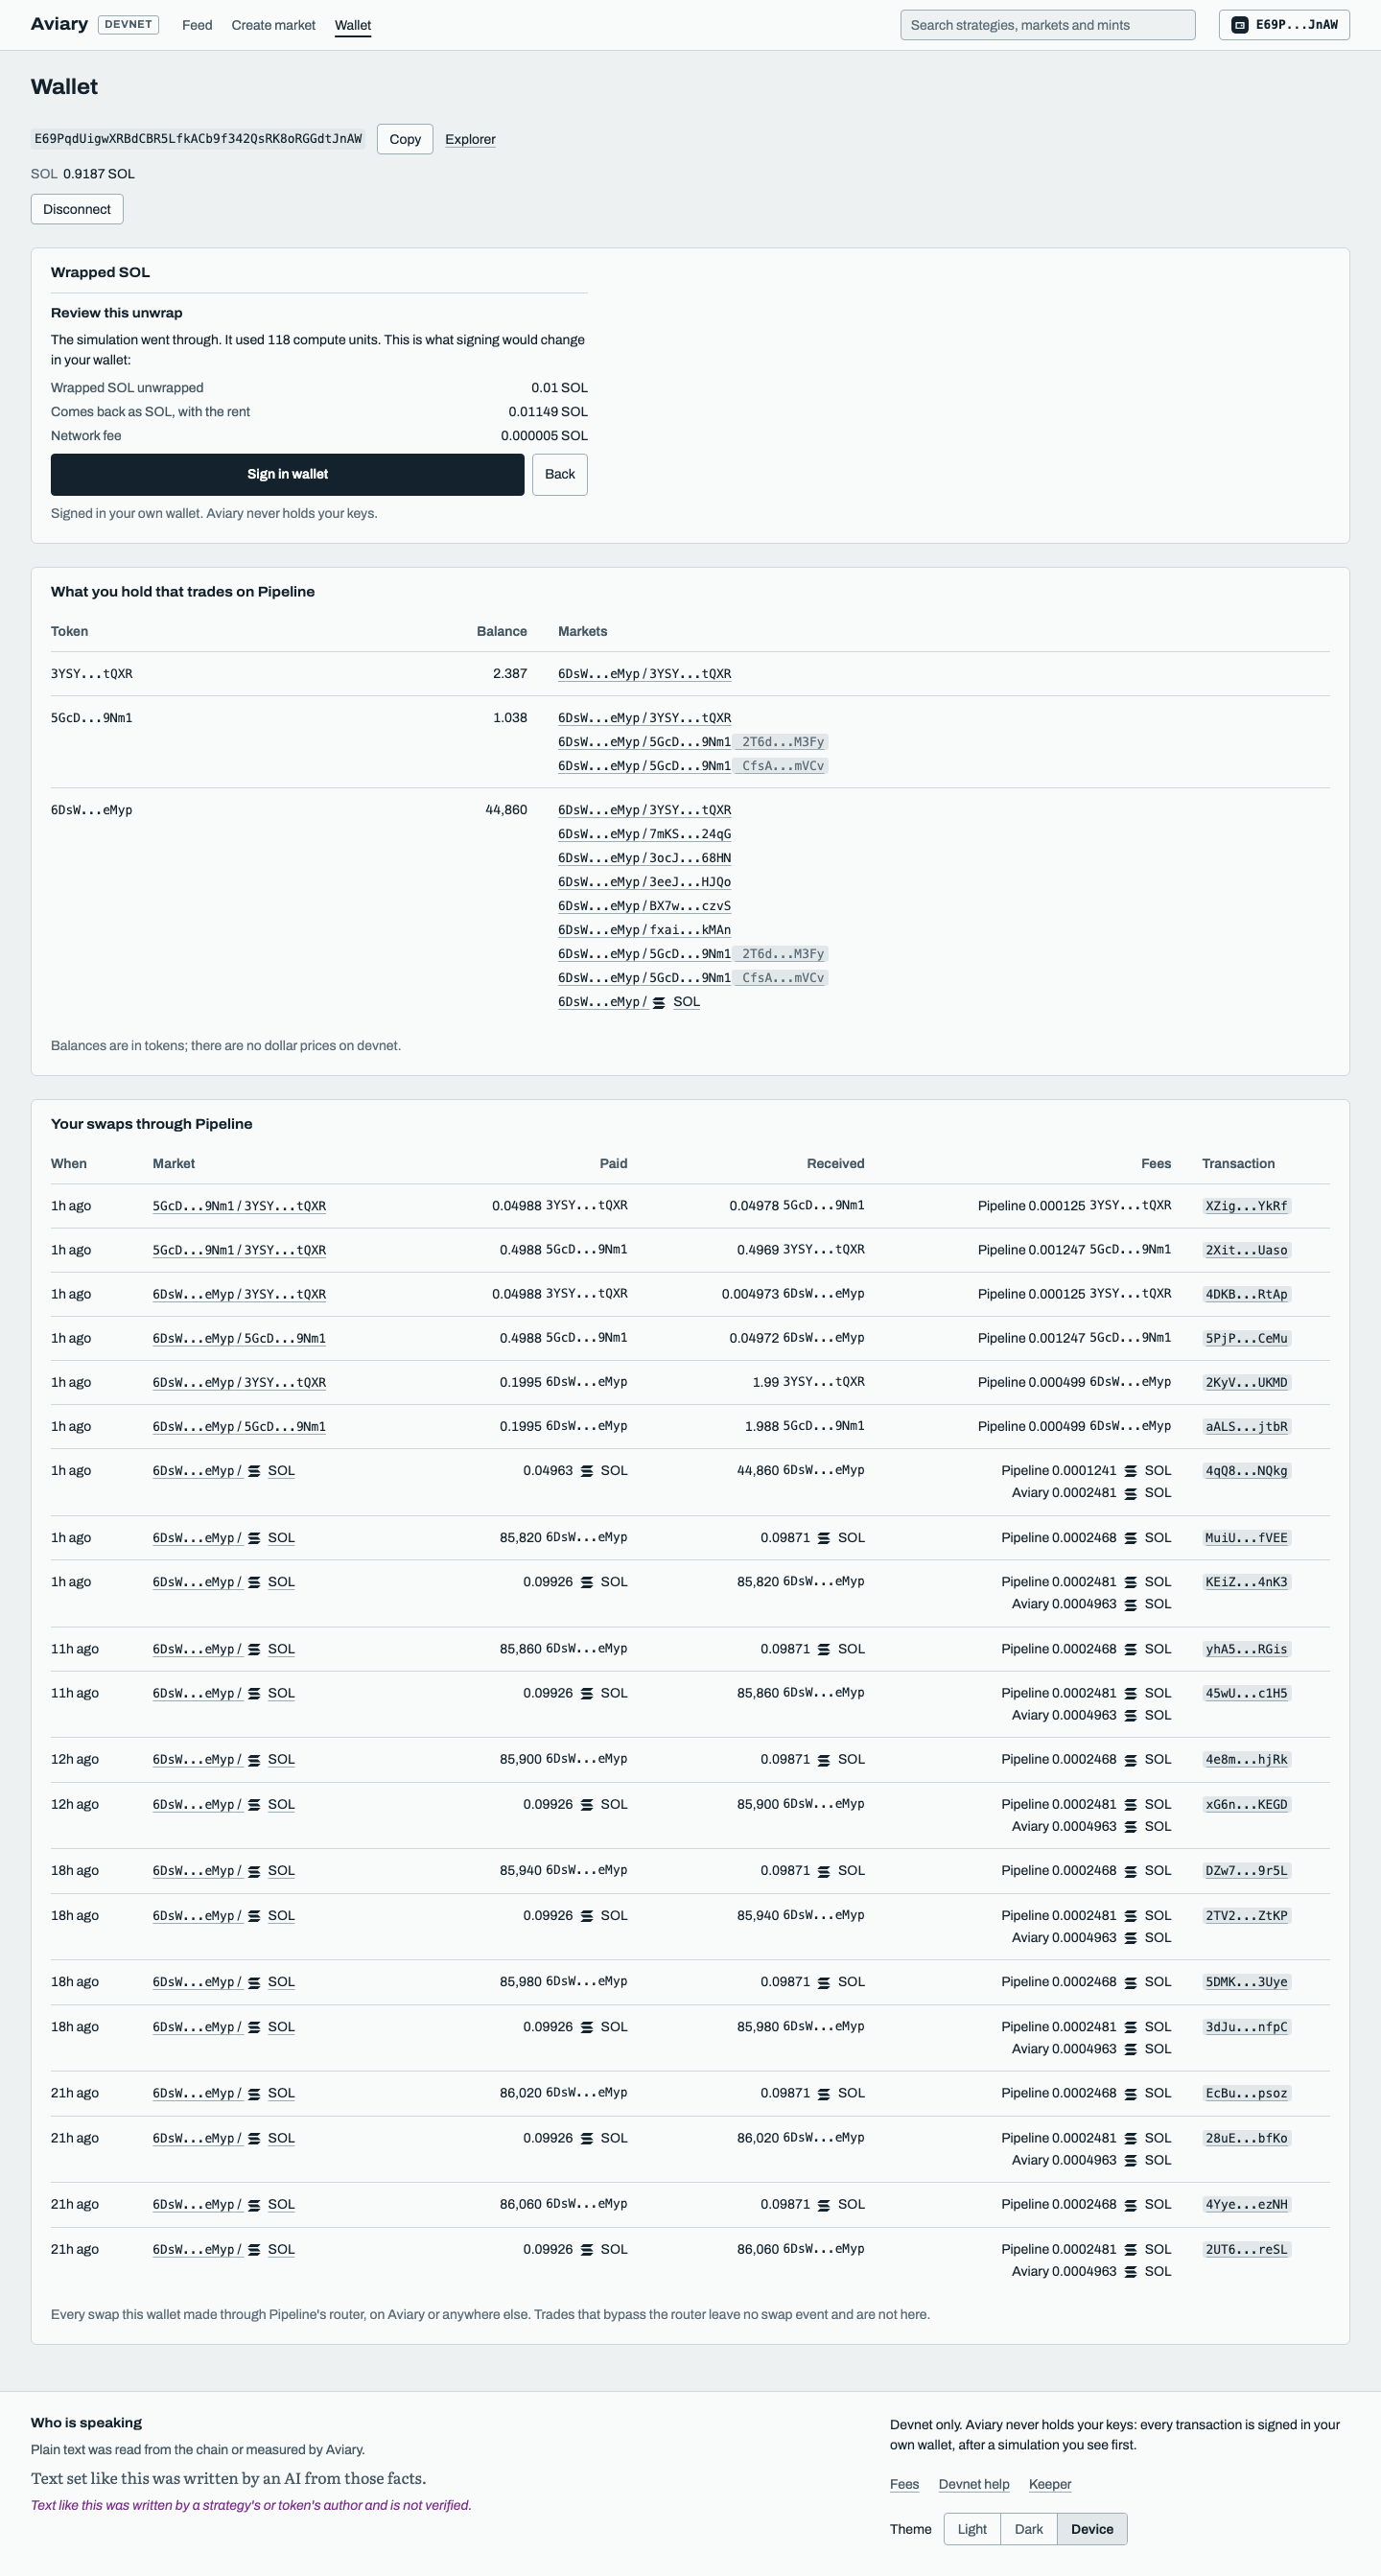 Aviary DEVNET Feed Create market Wallet Search strategies, markets and mints E69P...JnAW
Wallet
E69PqdUigwXRBdCBR5LfkACb9f342QsRK8oRGGdtJnAW Copy Explorer
SOL 0.9187 SOL
Disconnect
Wrapped SOL
Review this unwrap
The simulation went through. It used 118 compute units. This is what signing would change
in your wallet:
Wrapped SOL unwrapped 0.01 SOL
Comes back as SOL, with the rent 0.01149 SOL
Network fee 0.000005 SOL
Sign in wallet Back
Signed in your own wallet. Aviary never holds your keys.
What you hold that trades on Pipeline
Token Balance Markets
3YSY...tQXR 2.387 6DsW...eMyp / 3YSY...tQXR
5GcD...9Nm1 1.038 6DsW...eMyp / 3YSY...tQXR
6DsW...eMyp / 5GcD...9Nm1 2T6d...M3Fy
6DsW...eMyp / 5GcD...9Nm1 CfsA...mVCv
6DsW...eMyp 44,860 6DsW...eMyp / 3YSY...tQXR
6DsW...eMyp / 7mKS...24qG
6DsW...eMyp / 3ocJ...68HN
6DsW...eMyp / 3eeJ...HJQo
6DsW...eMyp / BX7w...czvS
6DsW...eMyp / fxai...kMAn
6DsW...eMyp / 5GcD...9Nm1 2T6d...M3Fy
6DsW...eMyp / 5GcD...9Nm1 CfsA...mVCv
6DsW...eMyp / SOL
Balances are in tokens; there are no dollar prices on devnet.
Your swaps through Pipeline
When Market Paid Received Fees Transaction
1h ago 5GcD...9Nm1 / 3YSY...tQXR 0.04988 3YSY...tQXR 0.04978 5GcD...9Nm1 Pipeline 0.000125 3YSY...tQXR XZig...YkRf
1h ago 5GcD...9Nm1 / 3YSY...tQXR 0.4988 5GcD...9Nm1 0.4969 3YSY...tQXR Pipeline 0.001247 5GcD...9Nm1 2Xit...Uaso
1h ago 6DsW...eMyp / 3YSY...tQXR 0.04988 3YSY...tQXR 0.004973 6DsW...eMyp Pipeline 0.000125 3YSY...tQXR 4DKB...RtAp
1h ago 6DsW...eMyp / 5GcD...9Nm1 0.4988 5GcD...9Nm1 0.04972 6DsW...eMyp Pipeline 0.001247 5GcD...9Nm1 5PjP...CeMu
1h ago 6DsW...eMyp / 3YSY...tQXR 0.1995 6DsW...eMyp 1.99 3YSY...tQXR Pipeline 0.000499 6DsW...eMyp 2KyV...UKMD
1h ago 6DsW...eMyp / 5GcD...9Nm1 0.1995 6DsW...eMyp 1.988 5GcD...9Nm1 Pipeline 0.000499 6DsW...eMyp aALS...jtbR
1h ago 6DsW...eMyp / SOL 0.04963 SOL 44,860 6DsW...eMyp Pipeline 0.0001241 SOL 4qQ8...NQkg
Aviary 0.0002481 SOL
1h ago 6DsW...eMyp / SOL 85,820 6DsW...eMyp 0.09871 SOL Pipeline 0.0002468 SOL MuiU...fVEE
1h ago 6DsW...eMyp / SOL 0.09926 SOL 85,820 6DsW...eMyp Pipeline 0.0002481 SOL KEiZ...4nK3
Aviary 0.0004963 SOL
11h ago 6DsW...eMyp / SOL 85,860 6DsW...eMyp 0.09871 SOL Pipeline 0.0002468 SOL yhA5...RGis
11h ago 6DsW...eMyp / SOL 0.09926 SOL 85,860 6DsW...eMyp Pipeline 0.0002481 SOL 45wU...c1H5
Aviary 0.0004963 SOL
12h ago 6DsW...eMyp / SOL 85,900 6DsW...eMyp 0.09871 SOL Pipeline 0.0002468 SOL 4e8m...hjRk
12h ago 6DsW...eMyp / SOL 0.09926 SOL 85,900 6DsW...eMyp Pipeline 0.0002481 SOL xG6n...KEGD
Aviary 0.0004963 SOL
18h ago 6DsW...eMyp / SOL 85,940 6DsW...eMyp 0.09871 SOL Pipeline 0.0002468 SOL DZw7...9r5L
18h ago 6DsW...eMyp / SOL 0.09926 SOL 85,940 6DsW...eMyp Pipeline 0.0002481 SOL 2TV2...ZtKP
Aviary 0.0004963 SOL
18h ago 6DsW...eMyp / SOL 85,980 6DsW...eMyp 0.09871 SOL Pipeline 0.0002468 SOL 5DMK...3Uye
18h ago 6DsW...eMyp / SOL 0.09926 SOL 85,980 6DsW...eMyp Pipeline 0.0002481 SOL 3dJu...nfpC
Aviary 0.0004963 SOL
21h ago 6DsW...eMyp / SOL 86,020 6DsW...eMyp 0.09871 SOL Pipeline 0.0002468 SOL EcBu...psoz
21h ago 6DsW...eMyp / SOL 0.09926 SOL 86,020 6DsW...eMyp Pipeline 0.0002481 SOL 28uE...bfKo
Aviary 0.0004963 SOL
21h ago 6DsW...eMyp / SOL 86,060 6DsW...eMyp 0.09871 SOL Pipeline 0.0002468 SOL 4Yye...ezNH
21h ago 6DsW...eMyp / SOL 0.09926 SOL 86,060 6DsW...eMyp Pipeline 0.0002481 SOL 2UT6...reSL
Aviary 0.0004963 SOL
Every swap this wallet made through Pipeline's router, on Aviary or anywhere else. Trades that bypass the router leave no swap event and are not here.
Who is speaking
Plain text was read from the chain or measured by Aviary.
Text set like this was written by an AI from those facts.
Text like this was written by a strategy's or token's author and is not verified.
Devnet only. Aviary never holds your keys: every transaction is signed in your
own wallet, after a simulation you see first.
Fees Devnet help Keeper
Theme Light Dark Device